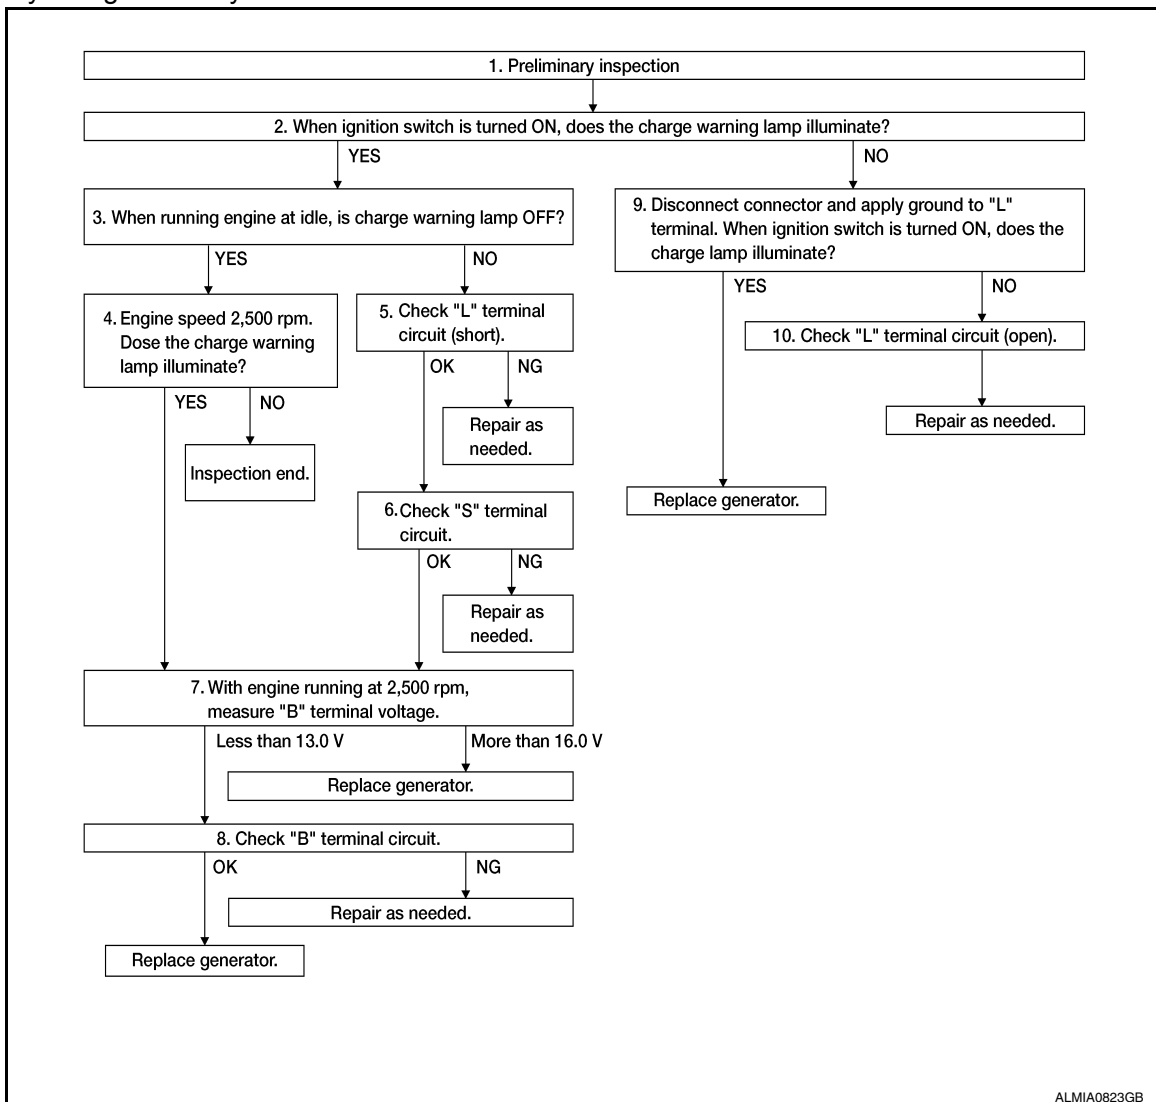 1. Preliminary inspection
2. When ignition switch is turned ON, does the charge warning lamp illuminate?
YES
NO
3. When running engine at idle, is charge warning lamp OFF?
9. Disconnect connector and apply ground to "L"
terminal. When ignition switch is turned ON, does the
charge lamp illuminate?
YES
NO
YES
NO
4. Engine speed 2,500 rpm.
Dose the charge warning
lamp illuminate?
5. Check "L" terminal
circuit (short).
10. Check "L" terminal circuit (open).
YES
NO
OK
NG
Repair as
needed.
Repair as needed.
Inspection end.
Replace generator.
6. Check "S" terminal
circuit.
OK
NG
Repair as
needed.
7. With engine running at 2,500 rpm,
measure "B" terminal voltage.
Less than 13.0 V
More than 16.0 V
Replace generator.
8. Check "B" terminal circuit.
OK
NG
Repair as needed.
Replace generator.
ALMIA0823GB